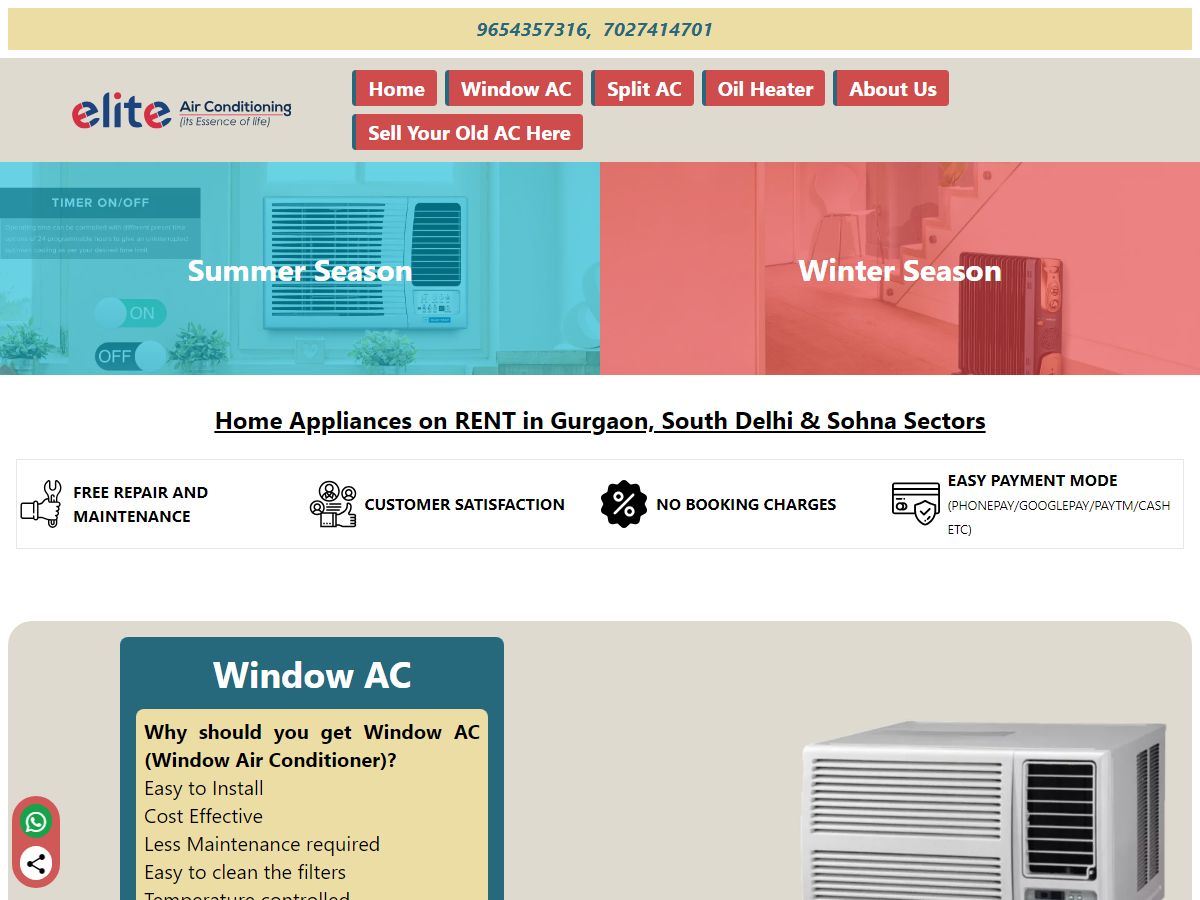 9654357316, 7027414701
elite Air Conditioning
(its Essence of life)
Home
Window AC
Split AC
Oil Heater
About Us
Sell Your Old AC Here
TIMER ON/OFF
Operating time can be controlled with different preset time
options of 24 programmable hours to give an uninterrupted
optimum cooling as per your desired time limit
ON
OFF
Summer Season
Winter Season
Home Appliances on RENT in Gurgaon, South Delhi & Sohna Sectors
FREE REPAIR AND
MAINTENANCE
CUSTOMER SATISFACTION
NO BOOKING CHARGES
EASY PAYMENT MODE
(PHONEPAY/GOOGLEPAY/PAYTM/CASH
ETC)
Window AC
Why should you get Window AC
(Window Air Conditioner)?
Easy to Install
Cost Effective
Less Maintenance required
Easy to clean the filters
Temperature controlled